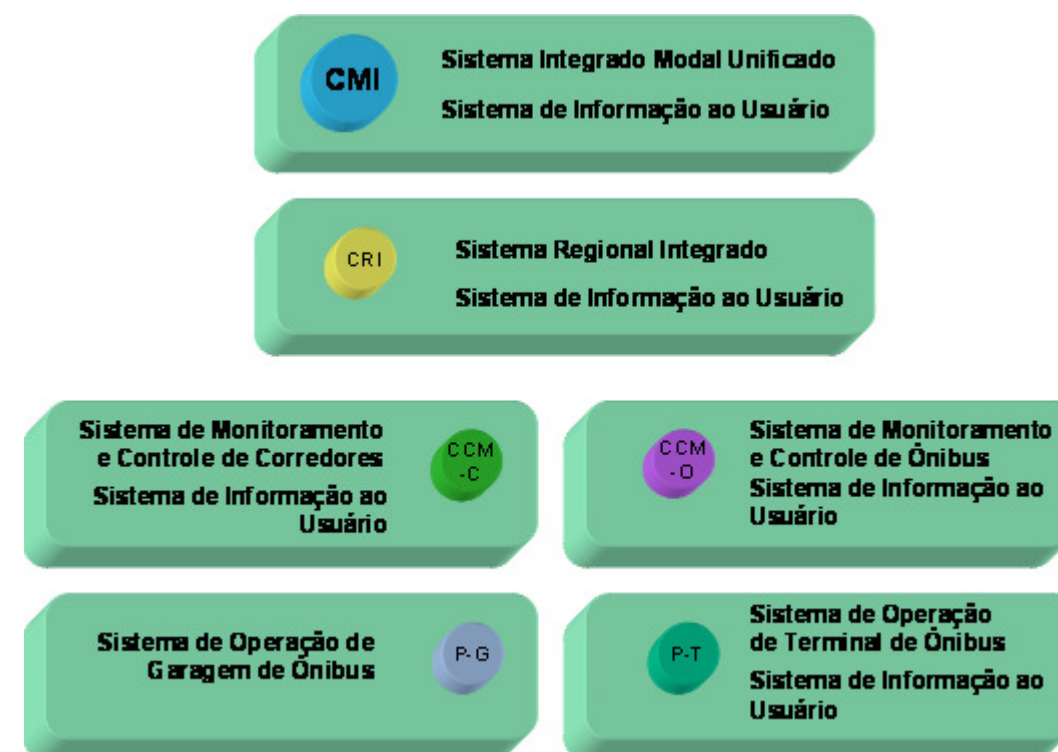 CMI
Sistema Integrado Modal Unificado
Sistema de Informação ao Usuário
CRI
Sistema Regional Integrado
Sistema de Informação ao Usuário
Sistema de Monitoramento
e Controle de Corredores
Sistema de Informação ao
Usuário
CCM
-C
CCM
-O
Sistema de Monitoramento
e Controle de Ônibus
Sistema de Informação ao
Usuário
Sistema de Operação de
Garagem de Ônibus
P-G
P-T
Sistema de Operação
de Terminal de Ônibus
Sistema de Informação ao
Usuário